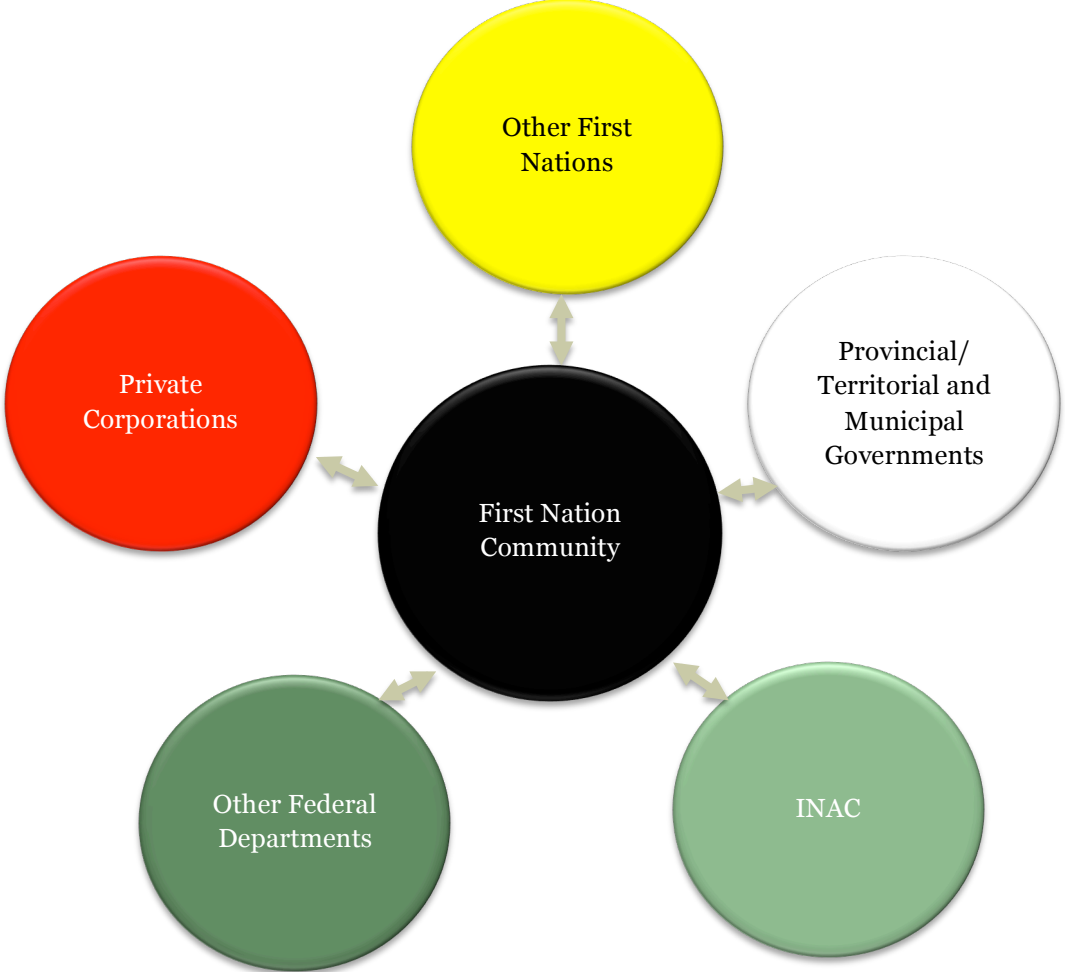 Other First
Nations
Private
Corporations
Provincial/
Territorial and
Municipal
Governments
First Nation
Community
Other Federal
Departments
INAC